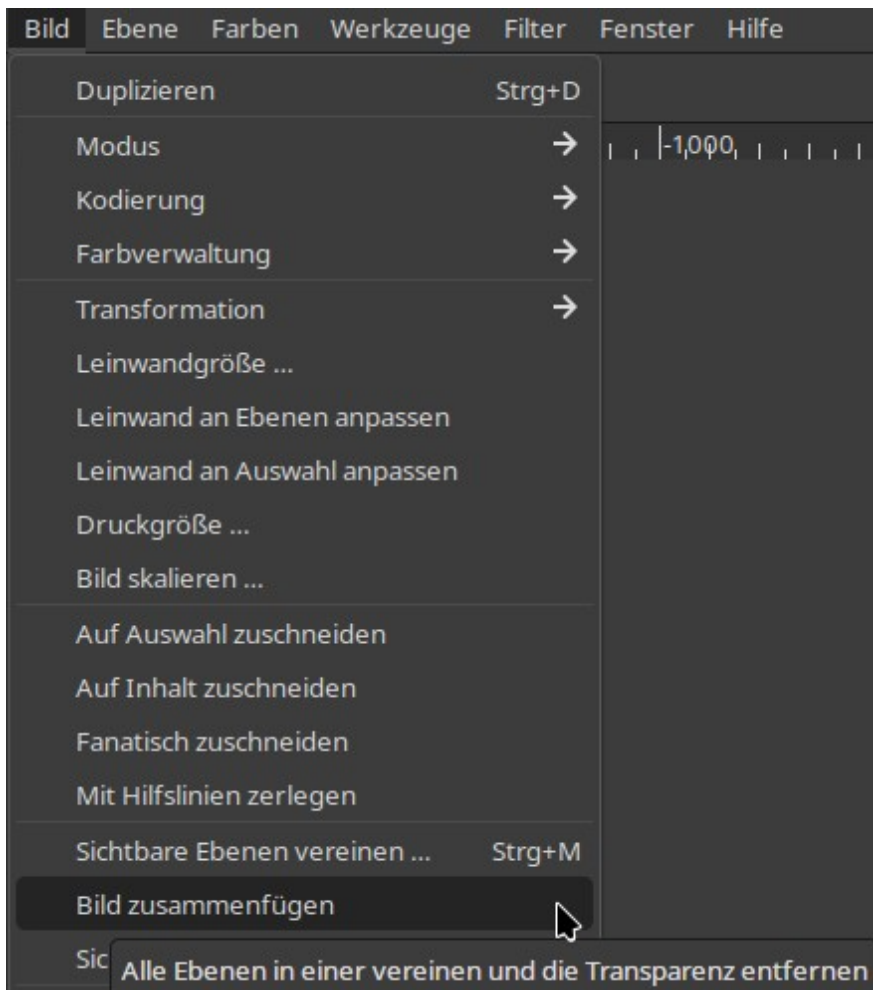 Bild Ebene Farben Werkzeuge Filter Fenster Hilfe
Duplizieren Strg+D
Modus
-1,000
Kodierung
Farbverwaltung
Transformation
Leinwandgröße ...
Leinwand an Ebenen anpassen
Leinwand an Auswahl anpassen
Druckgröße ...
Bild skalieren ...
Auf Auswahl zuschneiden
Auf Inhalt zuschneiden
Fanatisch zuschneiden
Mit Hilfslinien zerlegen
Sichtbare Ebenen vereinen ... Strg+M
Bild zusammenfügen
Sic
Alle Ebenen in einer vereinen und die Transparenz entfernen